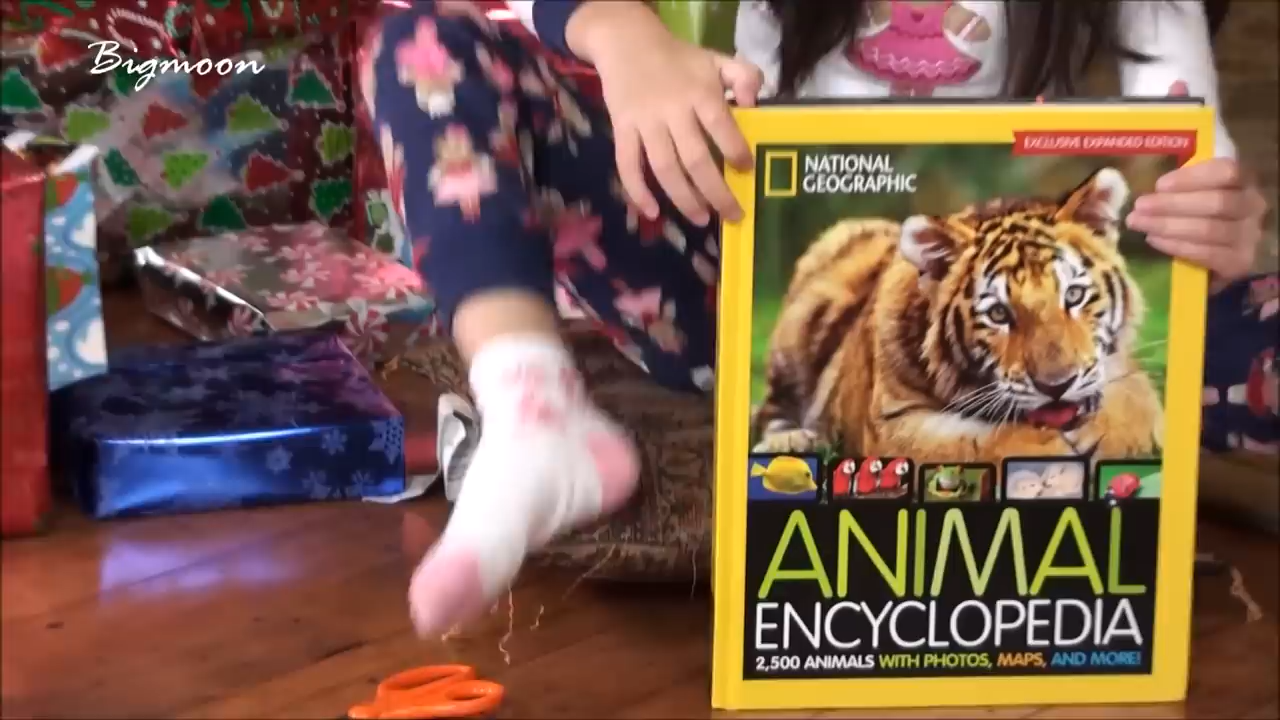 Bigmoon
EXCLUSIVE EXPANDED EDITION
NATIONAL
GEOGRAPHIC
ANIMAL
ENCYCLOPEDIA
2,500 ANIMALS WITH PHOTOS, MAPS, AND MORE!